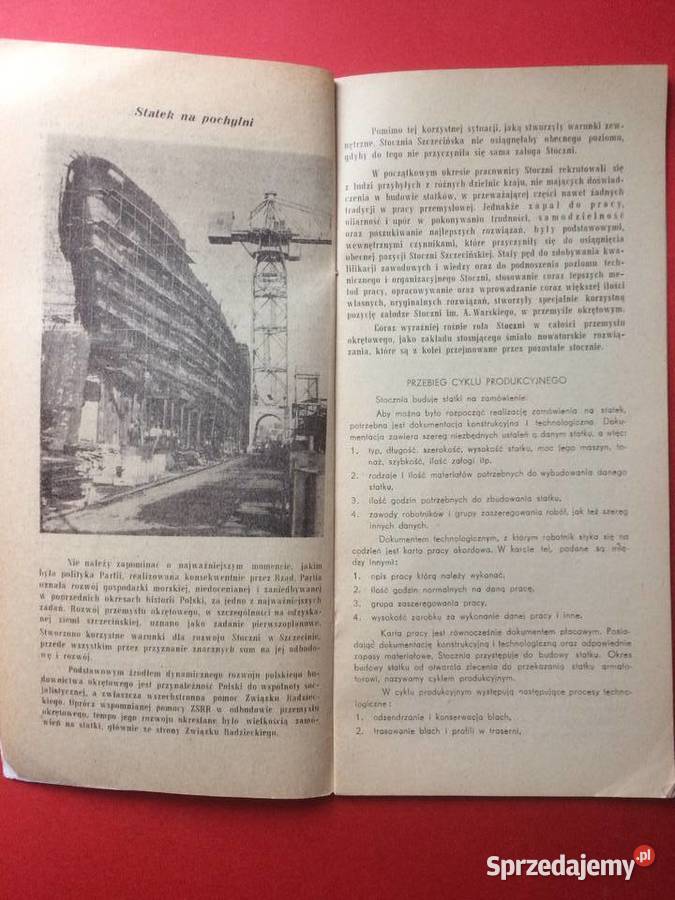 Statek na pochylni
Nie należy zapominać o najważniejszym momencie, jakim
była polityka Partii, realizowana konsekwentnie przez Rząd. Partia
uznała rozwój gospodarki morskiej, niedocenianej i zaniedbywanej
w poprzednich okresach historii Polski, za jedno z najważniejszych
zadań. Rozwój przemysłu okrętowego, w szczególności na odzyska-
nej ziemi szczecińskiej, uznano jako zadanie pierwszoplanowe.
Stworzono korzystne warunki dla rozwoju Stoczni w Szczecinie,
przede wszystkim przez przyznanie znacznych sum na jej odbudo-
wę i rozwój.
Podstawowym źródłem dynamicznego rozwoju polskiego bu-
downictwa okrętowego jest przynależność Polski do wspólnoty soc-
jalistycznej, a zwłaszcza wszechstronna pomoc Związku Radziec-
kiego. Oprócz wspomnianej pomocy ZSRR w odbudowie przemysłu
okrętowego, tempo jego rozwoju określane było wielkością zamó-
wień na statki, głównie ze strony Związku Radzieckiego.
Pomimo tej korzystnej sytuacji, jaką stworzyły warunki zew-
nętrzne, Stocznia Szczecińska nie osiągnęłaby obecnego poziomu,
gdyby do tego nie przyczyniła się sama załoga Stoczni.
W początkowym okresie pracownicy Stoczni rekrutowali się
z ludzi przybyłych z różnych dzielnic kraju, nie mających doświad-
czenia w budowie statków, w przeważającej części nawet żadnych
tradycji w pracy przemysłowej. Jednakże zapał do pracy,
ofiarność i upór w pokonywaniu trudności, samodzielność
oraz poszukiwanie najlepszych rozwiązań, były podstawowymi,
wewnętrznymi czynnikami, które przyczyniły się do osiągnięcia
obecnej pozycji Stoczni Szczecińskiej. Stały pęd do zdobywania kwa-
lifikacji zawodowych i wiedzy oraz do podnoszenia poziomu tech-
nicznego i organizacyjnego Stoczni, stosowanie coraz lepszych me-
tod pracy, opracowywanie oraz wprowadzanie coraz większej ilości
własnych, oryginalnych rozwiązań, stworzyły specjalnie korzystną
pozycję załodze Stoczni im. A. Warskiego, w przemyśle okrętowym.
Coraz wyraźniej rośnie rola Stoczni w całości przemysłu
okrętowego, jako zakładu stosującego śmiało nowatorskie rozwią-
zania, które są z kolei przejmowane przez pozostałe stocznie.
PRZEBIEG CYKLU PRODUKCYJNEGO
Stocznia buduje statki na zamówienie.
Aby można było rozpocząć realizację zamówienia na statek,
potrzebna jest dokumentacja konstrukcyjna i technologiczna. Doku-
mentacja zawiera szereg niezbędnych ustaleń o danym statku, a więc:
1. typ, długość, szerokość, wysokość statku, moc jego maszyn, to-
naż, szybkość, ilość załogi itp.
2. rodzaje i ilość materiałów potrzebnych do wybudowania danego
statku,
3. ilość godzin potrzebnych do zbudowania statku,
4. zawody robotników i grupy zaszeregowania robót, jak też szereg
innych danych.
Dokumentem technologicznym, z którym robotnik styka się na
codzień jest karta pracy akordowa. W karcie tej, podane są mię-
dzy innymi:
1. opis pracy którą należy wykonać,
2. ilość godzin normalnych na daną pracę,
3. grupa zaszeregowania pracy,
4. wysokość zarobku za wykonanie danej pracy i inne.
Karta pracy jest równocześnie dokumentem płacowym. Posia-
dając dokumentację konstrukcyjną i technologiczną oraz odpowiednie
zapasy materiałowe, Stocznia przystępuje do budowy statku. Okres
budowy statku od otwarcia zlecenia do przekazania statku armato-
torowi, nazywamy cyklem produkcyjnym.
W cyklu produkcyjnym występują następujące procesy techno-
logiczne:
1. odzendrzanie i konserwacja blach,
2. trasowanie blach i profili w traserni,
Sprzedajemy.pl